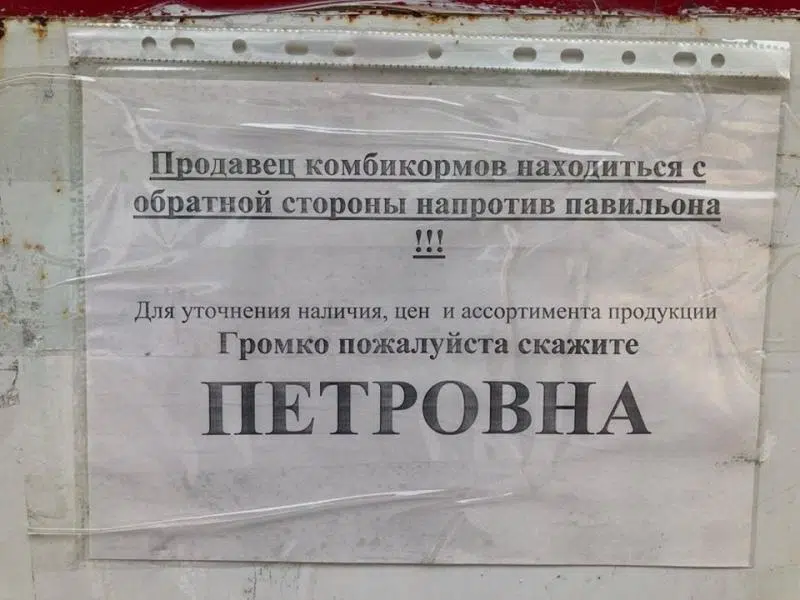 Продавец комбикормов находиться с
обратной стороны напротив павильона
!!!
Для уточнения наличия, цен и ассортимента продукции
Громко пожалуйста скажите
ПЕТРОВНА